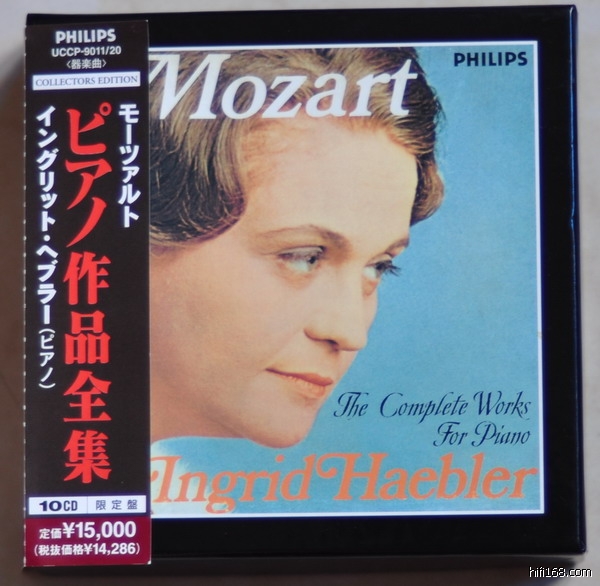 PHILIPS
UCCP-9011/20
〈器楽曲〉
COLLECTORS EDITION
モーツァルト
ピアノ作品全集
イングリット・ヘブラー(ピアノ)
10CD 限定盤
定価¥15,000
(税抜価格¥14,286)
Mozart
PHILIPS
The Complete Works
For Piano
Ingrid Haebler
hifi168.com